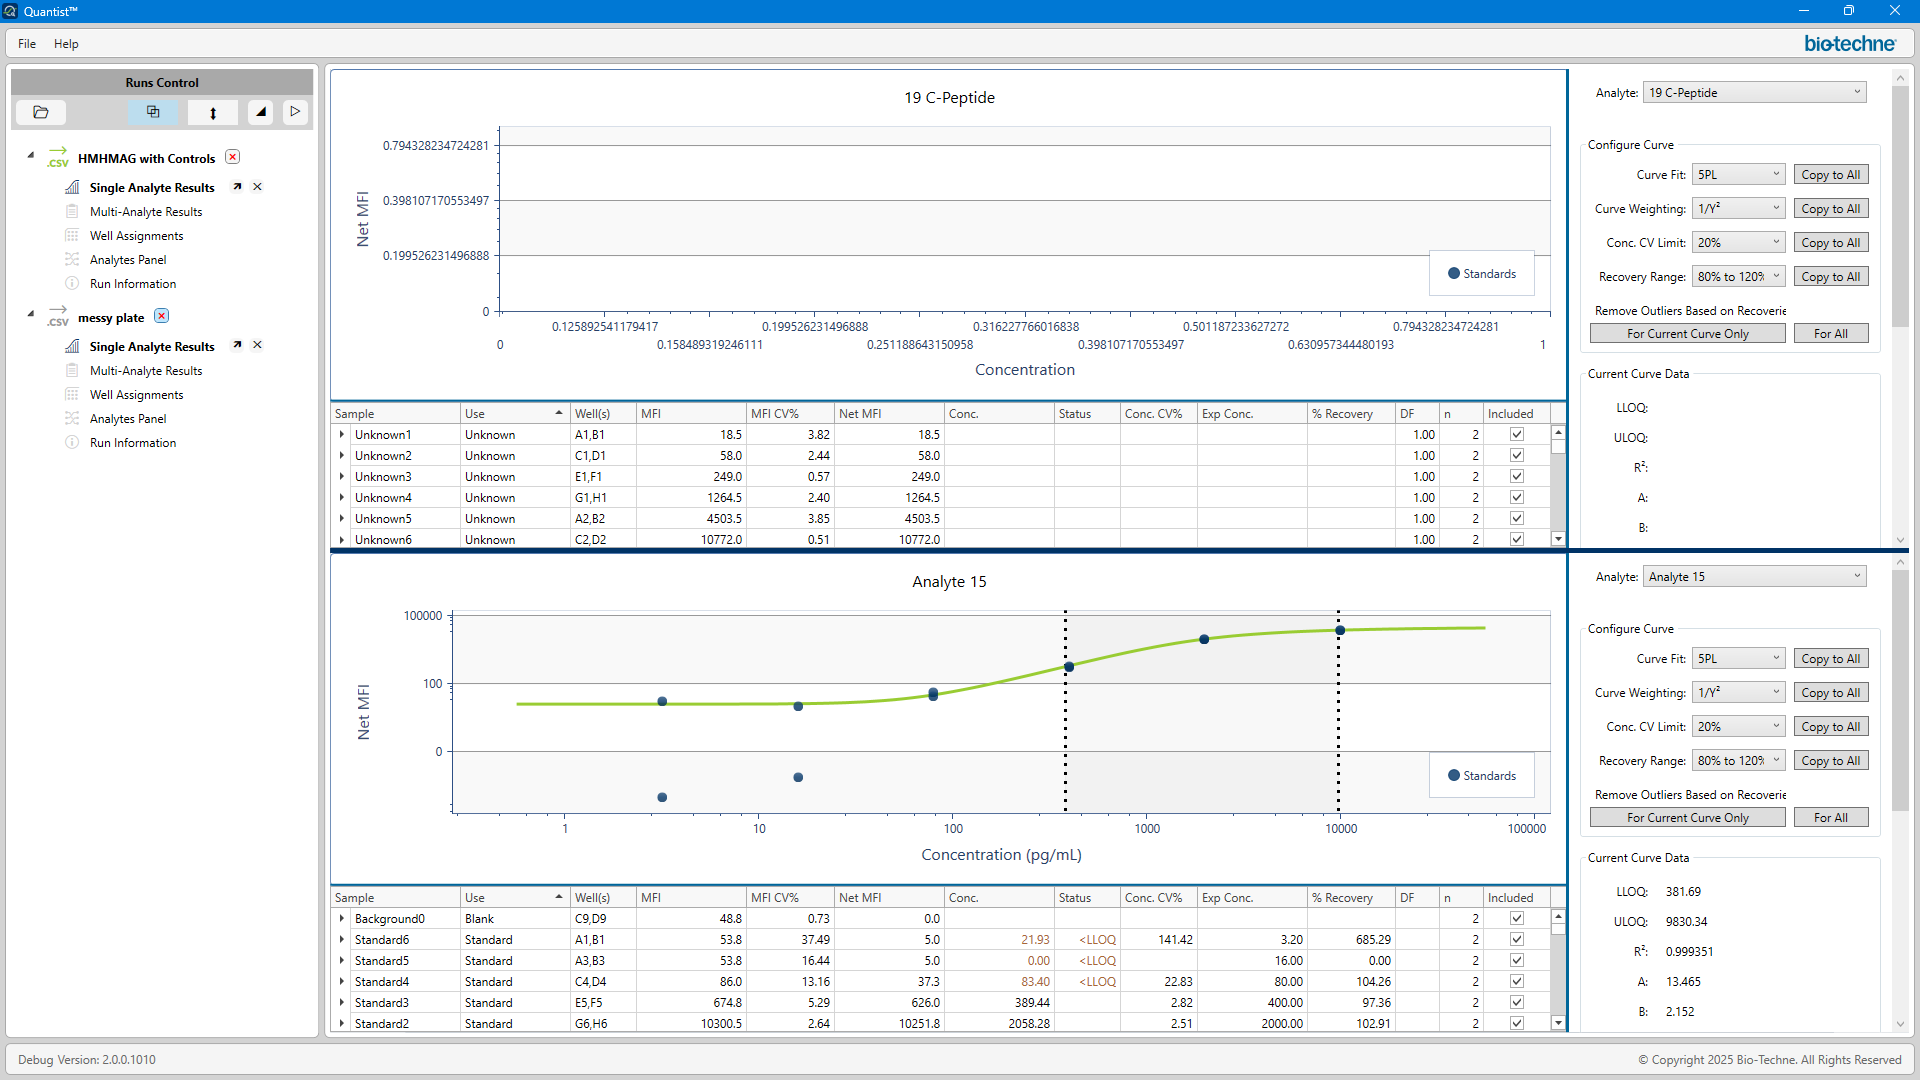 Quantist™
File Help
bio-techne®
Runs Control
.csv HMHMAG with Controls
Single Analyte Results
Multi-Analyte Results
Well Assignments
Analytes Panel
Run Information
.csv messy plate
Single Analyte Results
Multi-Analyte Results
Well Assignments
Analytes Panel
Run Information
19 C-Peptide
Net MFI
0.794328234724281
0.398107170553497
0.199526231496888
0
Standards
0.125892541179417 0.199526231496888 0.316227766016838 0.501187233627272 0.794328234724281
0 0.158489319246111 0.251188643150958 0.398107170553497 0.630957344480193 1
Concentration
Sample Use Well(s) MFI MFI CV% Net MFI Conc. Status Conc. CV% Exp Conc. % Recovery DF n Included
Unknown1 Unknown A1,B1 18.5 3.82 18.5 1.00 2
Unknown2 Unknown C1,D1 58.0 2.44 58.0 1.00 2
Unknown3 Unknown E1,F1 249.0 0.57 249.0 1.00 2
Unknown4 Unknown G1,H1 1264.5 2.40 1264.5 1.00 2
Unknown5 Unknown A2,B2 4503.5 3.85 4503.5 1.00 2
Unknown6 Unknown C2,D2 10772.0 0.51 10772.0 1.00 2
Analyte: 19 C-Peptide
Configure Curve
Curve Fit: 5PL Copy to All
Curve Weighting: 1/Y² Copy to All
Conc. CV Limit: 20% Copy to All
Recovery Range: 80% to 120% Copy to All
Remove Outliers Based on Recoverie
For Current Curve Only For All
Current Curve Data
LLOQ:
ULOQ:
R²:
A:
B:
Analyte 15
Net MFI
100000
100
0
Standards
1 10 100 1000 10000 100000
Concentration (pg/mL)
Sample Use Well(s) MFI MFI CV% Net MFI Conc. Status Conc. CV% Exp Conc. % Recovery DF n Included
Background0 Blank C9,D9 48.8 0.73 0.0 2
Standard6 Standard A1,B1 53.8 37.49 5.0 21.93 <LLOQ 141.42 3.20 685.29 2
Standard5 Standard A3,B3 53.8 16.44 5.0 0.00 <LLOQ 16.00 0.00 2
Standard4 Standard C4,D4 86.0 13.16 37.3 83.40 <LLOQ 22.83 80.00 104.26 2
Standard3 Standard E5,F5 674.8 5.29 626.0 389.44 2.82 400.00 97.36 2
Standard2 Standard G6,H6 10300.5 2.64 10251.8 2058.28 2.51 2000.00 102.91 2
Analyte: Analyte 15
Configure Curve
Curve Fit: 5PL Copy to All
Curve Weighting: 1/Y² Copy to All
Conc. CV Limit: 20% Copy to All
Recovery Range: 80% to 120% Copy to All
Remove Outliers Based on Recoverie
For Current Curve Only For All
Current Curve Data
LLOQ: 381.69
ULOQ: 9830.34
R²: 0.999351
A: 13.465
B: 2.152
Debug Version: 2.0.0.1010
© Copyright 2025 Bio-Techne. All Rights Reserved